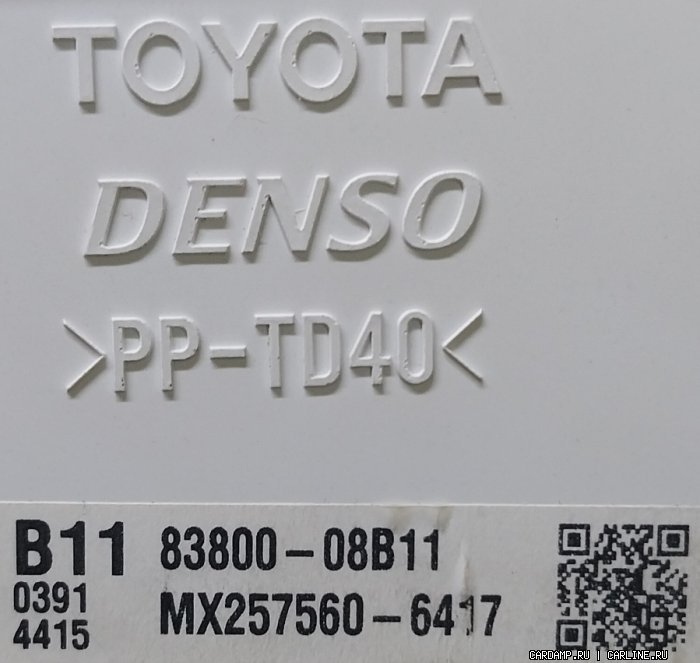 TOYOTA
DENSO
>PP-TD40<
B11 83800-08B11
0391
4415 MX257560-6417
CARDAMP.RU | CARLINE.RU